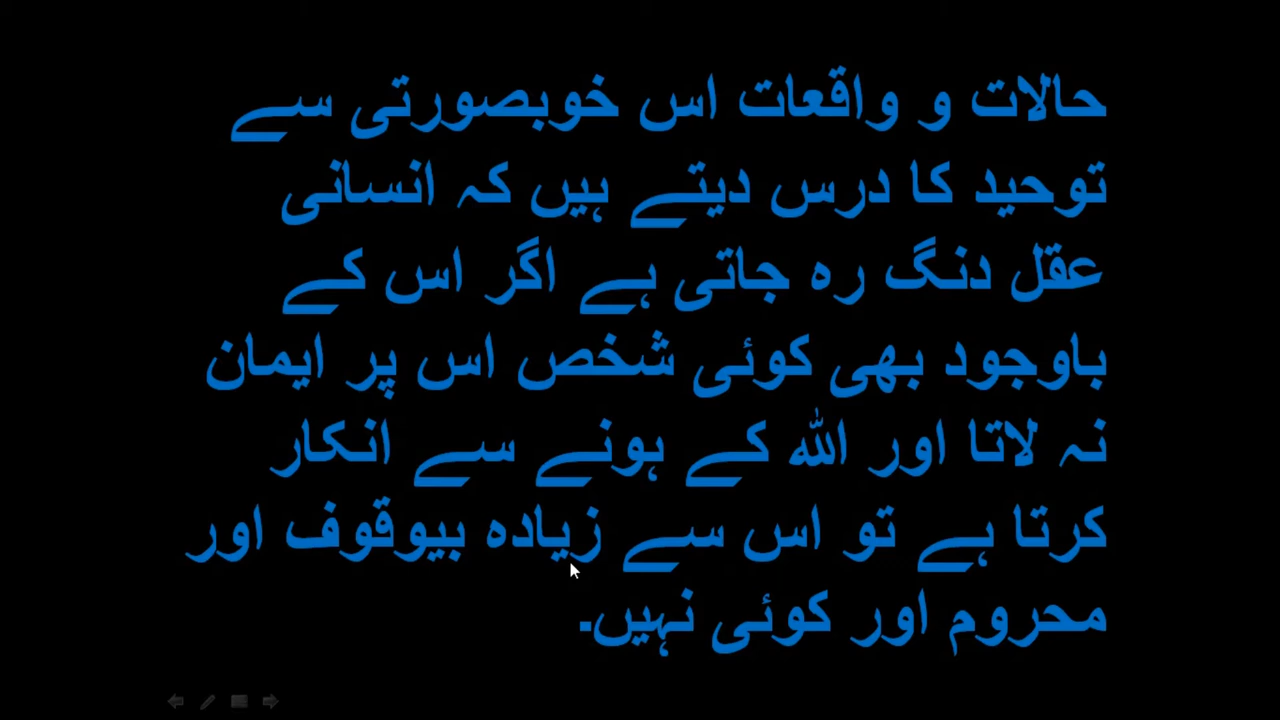 حالات و واقعات اس خوبصورتی سے
توحید کا درس دیتے ہیں کہ انسانی
عقل دنگ رہ جاتی ہے اگر اس کے
باوجود بھی کوئی شخص اس پر ایمان
نہ لاتا اور اللہ کے ہونے سے انکار
کرتا ہے تو اس سے زیادہ بیوقوف اور
محروم اور کوئی نہیں۔